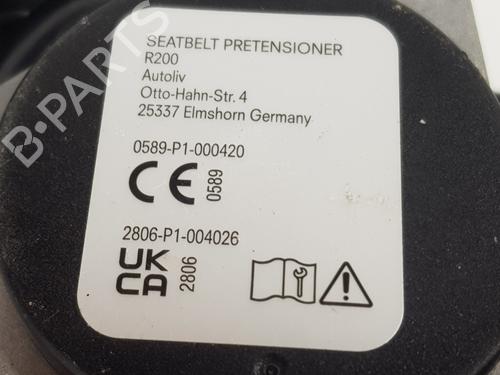 SEATBELT PRETENSIONER
R200
Autoliv
Otto-Hahn-Str. 4
25337 Elmshorn Germany
0589-P1-000420
CE 0589
2806-P1-004026
UK
CA 2806
B-PARTS